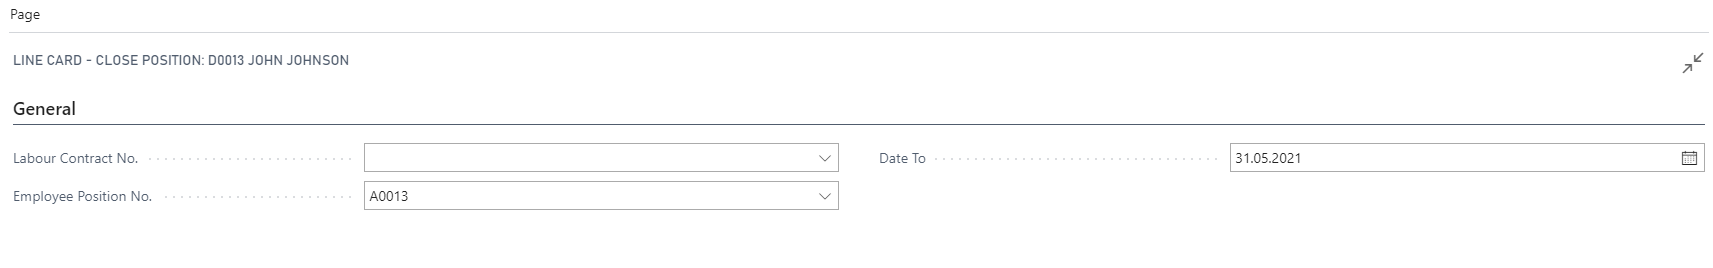 Page
LINE CARD - CLOSE POSITION: D0013 JOHN JOHNSON
General
Labour Contract No.
Date To 31.05.2021
Employee Position No. A0013